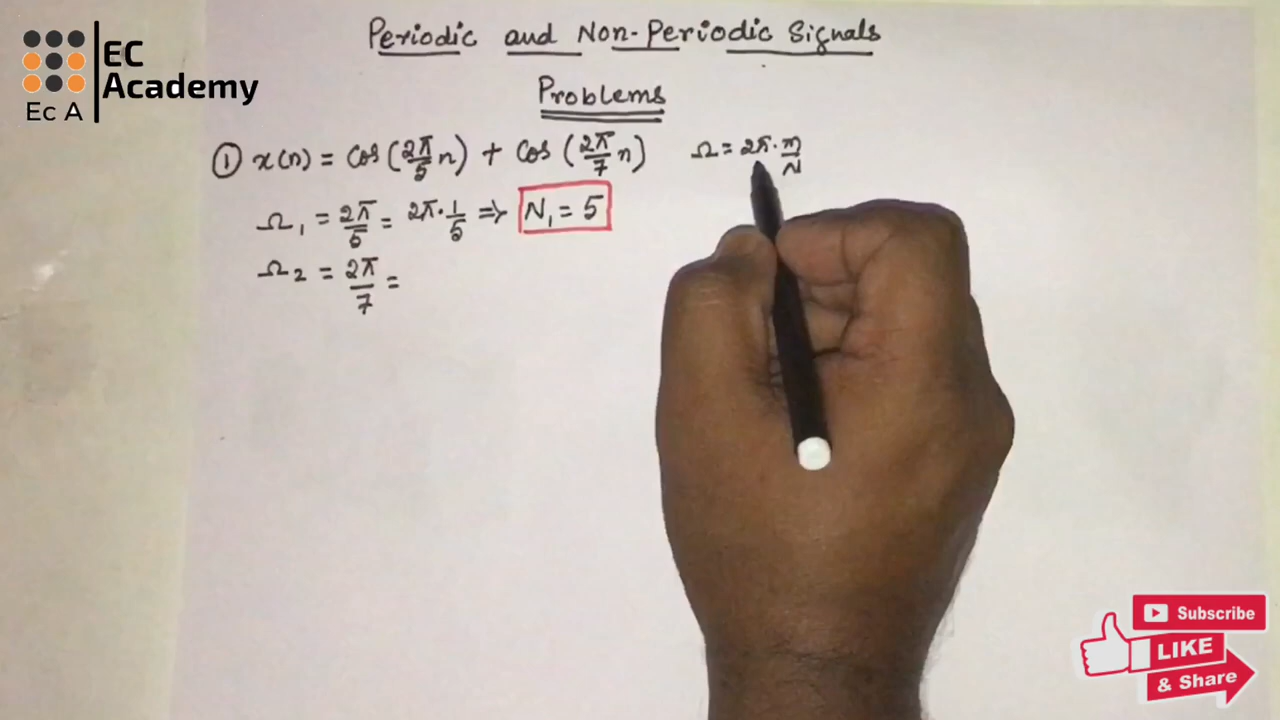 EC
Academy
Ec A
Periodic and Non-Periodic Signals
Problems
① x(n) = cos(2π/5 n) + cos(2π/7 n) Ω = 2π · m/N
Ω₁ = 2π/5 = 2π · 1/5 ⇒ N₁ = 5
Ω₂ = 2π/7 =
Subscribe
LIKE
& Share